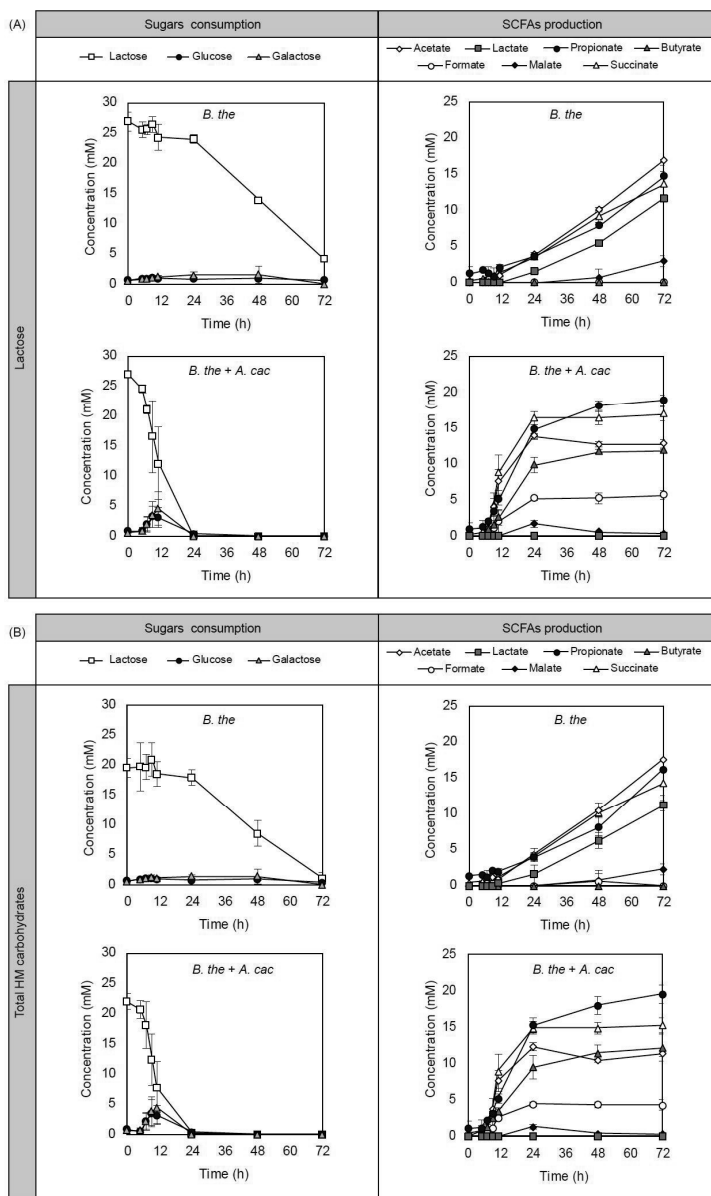 (A)
Sugars consumption
SCFAs production
Lactose Glucose Galactose
Acetate Lactate Propionate Butyrate
Formate Malate Succinate
Lactose
B. the
Concentration (mM)
30
25
20
15
10
5
0
0 12 24 36 48 60 72
Time (h)
B. the
Concentration (mM)
25
20
15
10
5
0
0 12 24 36 48 60 72
Time (h)
B. the + A. cac
Concentration (mM)
30
25
20
15
10
5
0
0 12 24 36 48 60 72
Time (h)
B. the + A. cac
Concentration (mM)
25
20
15
10
5
0
0 12 24 36 48 60 72
Time (h)
(B)
Sugars consumption
SCFAs production
Lactose Glucose Galactose
Acetate Lactate Propionate Butyrate
Formate Malate Succinate
Total HM carbohydrates
B. the
Concentration (mM)
30
25
20
15
10
5
0
0 12 24 36 48 60 72
Time (h)
B. the
Concentration (mM)
25
20
15
10
5
0
0 12 24 36 48 60 72
Time (h)
B. the + A. cac
Concentration (mM)
30
25
20
15
10
5
0
0 12 24 36 48 60 72
Time (h)
B. the + A. cac
Concentration (mM)
25
20
15
10
5
0
0 12 24 36 48 60 72
Time (h)